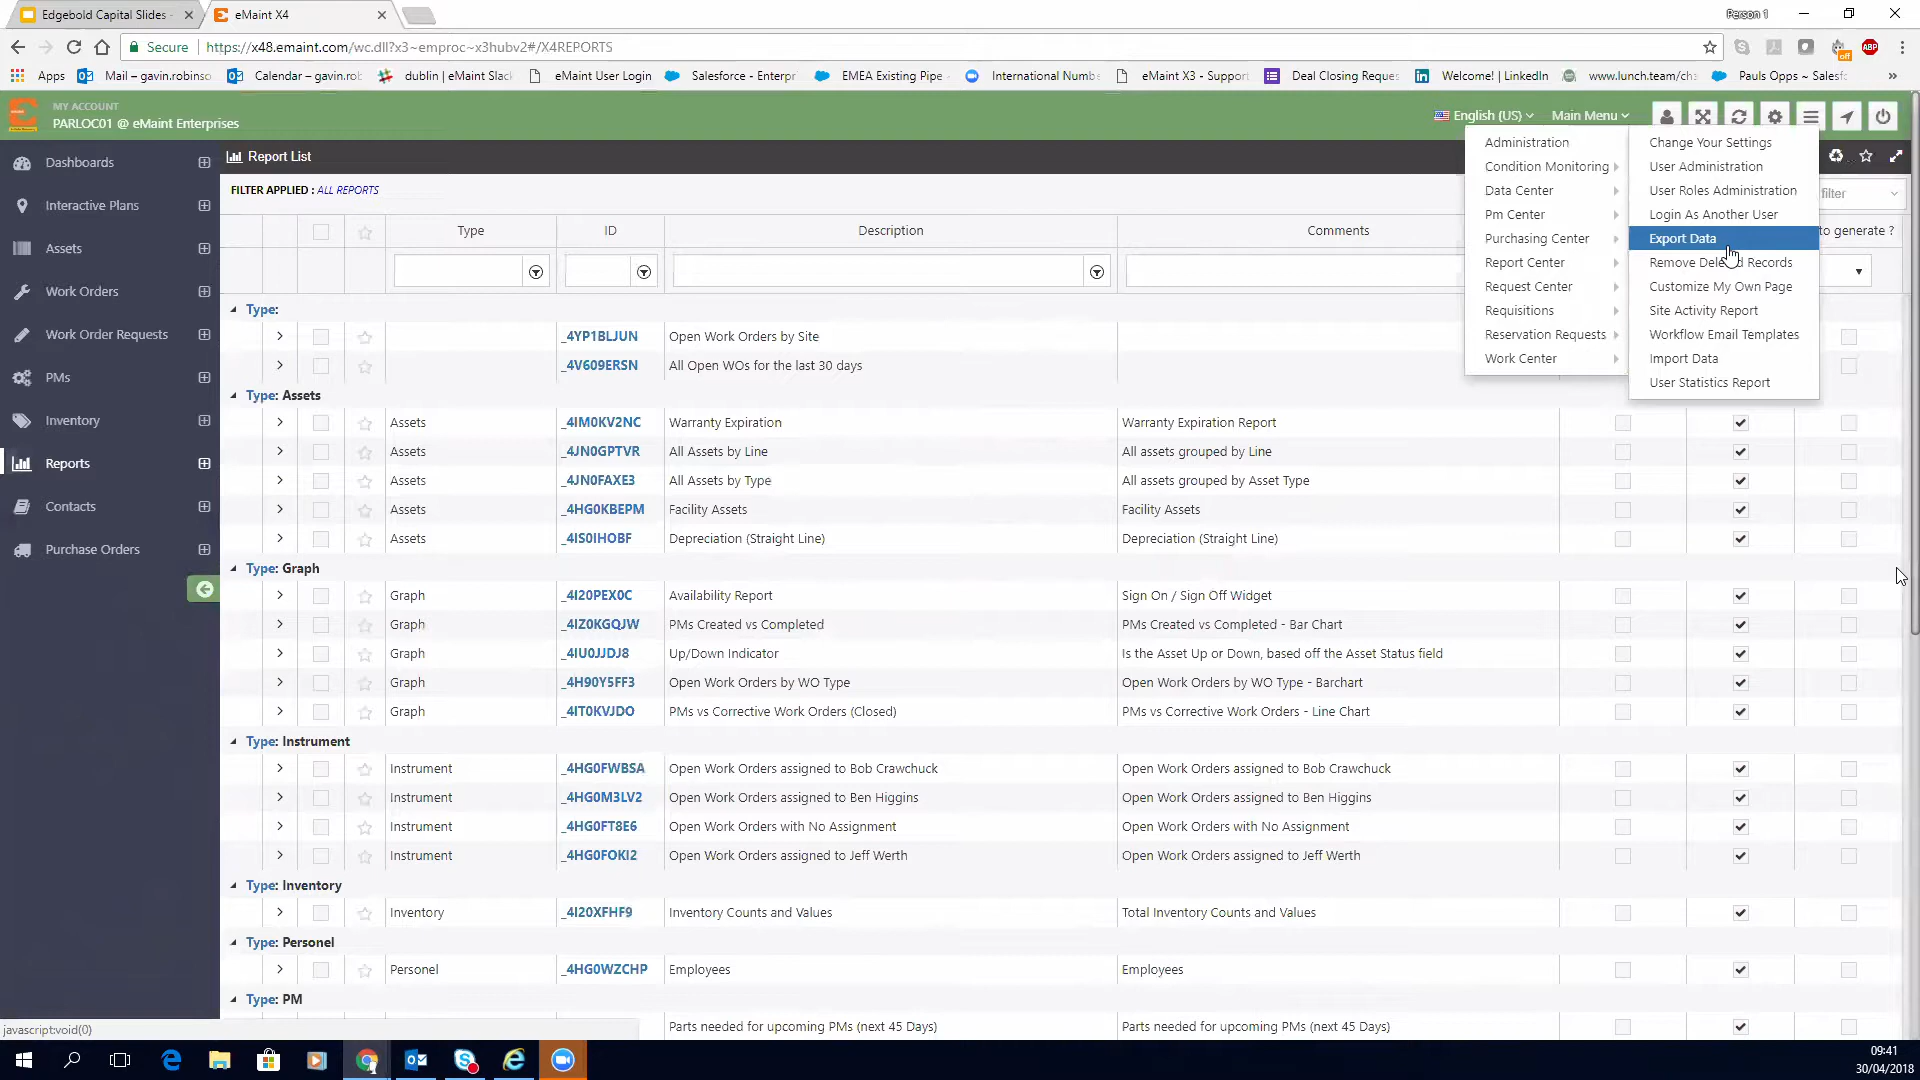 Edgebold Capital Slides -
eMaint X4
Person 1
Secure
https://x48.emaint.com/wc.dll?x3~emproc~x3hubv2#/X4REPORTS
Apps
Mail – gavin.robinso
Calendar – gavin.rob
dublin | eMaint Slack
eMaint User Login
Salesforce - Enterpr
EMEA Existing Pipe
International Numbe
eMaint X3 - Support
Deal Closing Reques
Welcome! | LinkedIn
www.lunch.team/ch
Pauls Opps ~ Salesf
off
ABP
MY ACCOUNT
PARLOC01 @ eMaint Enterprises
English (US)
Main Menu
Dashboards
Interactive Plans
Assets
Work Orders
Work Order Requests
PMs
Inventory
Reports
Contacts
Purchase Orders
Report List
FILTER APPLIED : ALL REPORTS
filter
Administration
Condition Monitoring
Data Center
Pm Center
Purchasing Center
Report Center
Request Center
Requisitions
Reservation Requests
Work Center
Change Your Settings
User Administration
User Roles Administration
Login As Another User
Export Data
Remove Deleted Records
Customize My Own Page
Site Activity Report
Workflow Email Templates
Import Data
User Statistics Report
Type ID Description Comments to generate ?
Type:
_4YP1BLJUN Open Work Orders by Site
_4V609ERSN All Open WOs for the last 30 days
Type: Assets
Assets _4IM0KV2NC Warranty Expiration Warranty Expiration Report
Assets _4JN0GPTVR All Assets by Line All assets grouped by Line
Assets _4JN0FAXE3 All Assets by Type All assets grouped by Asset Type
Assets _4HG0KBEPM Facility Assets Facility Assets
Assets _4IS0IHOBF Depreciation (Straight Line) Depreciation (Straight Line)
Type: Graph
Graph _4I20PEX0C Availability Report Sign On / Sign Off Widget
Graph _4IZ0KGQJW PMs Created vs Completed PMs Created vs Completed - Bar Chart
Graph _4IU0JJDJ8 Up/Down Indicator Is the Asset Up or Down, based off the Asset Status field
Graph _4H90Y5FF3 Open Work Orders by WO Type Open Work Orders by WO Type - Barchart
Graph _4IT0KVJDO PMs vs Corrective Work Orders (Closed) PMs vs Corrective Work Orders - Line Chart
Type: Instrument
Instrument _4HG0FWBSA Open Work Orders assigned to Bob Crawchuck Open Work Orders assigned to Bob Crawchuck
Instrument _4HG0M3LV2 Open Work Orders assigned to Ben Higgins Open Work Orders assigned to Ben Higgins
Instrument _4HG0FT8E6 Open Work Orders with No Assignment Open Work Orders with No Assignment
Instrument _4HG0FOKI2 Open Work Orders assigned to Jeff Werth Open Work Orders assigned to Jeff Werth
Type: Inventory
Inventory _4I20XFHF9 Inventory Counts and Values Total Inventory Counts and Values
Type: Personel
Personel _4HG0WZCHP Employees Employees
Type: PM
Parts needed for upcoming PMs (next 45 Days) Parts needed for upcoming PMs (next 45 Days)
javascript:void(0)
09:41
30/04/2018